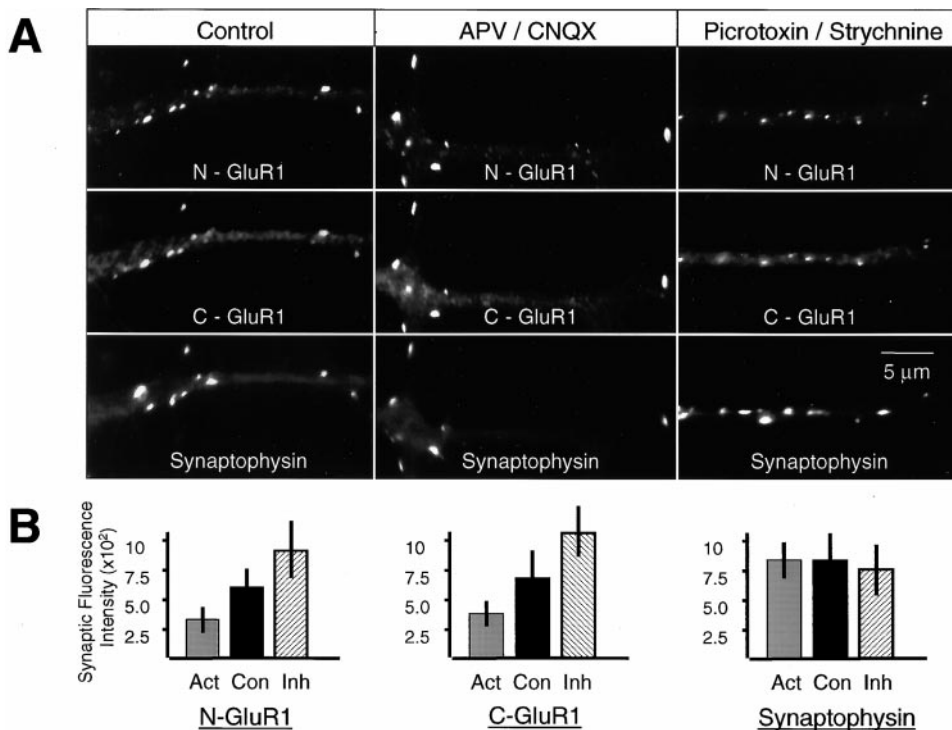 A
Control
APV / CNQX
Picrotoxin / Strychnine
N - GluR1
N - GluR1
N - GluR1
C - GluR1
C - GluR1
C - GluR1
5 μm
Synaptophysin
Synaptophysin
Synaptophysin
B
Synaptic Fluorescence
Intensity (x10²)
10
7.5
5.0
2.5
Act Con Inh
N-GluR1
10
7.5
5.0
2.5
Act Con Inh
C-GluR1
10
7.5
5.0
2.5
Act Con Inh
Synaptophysin